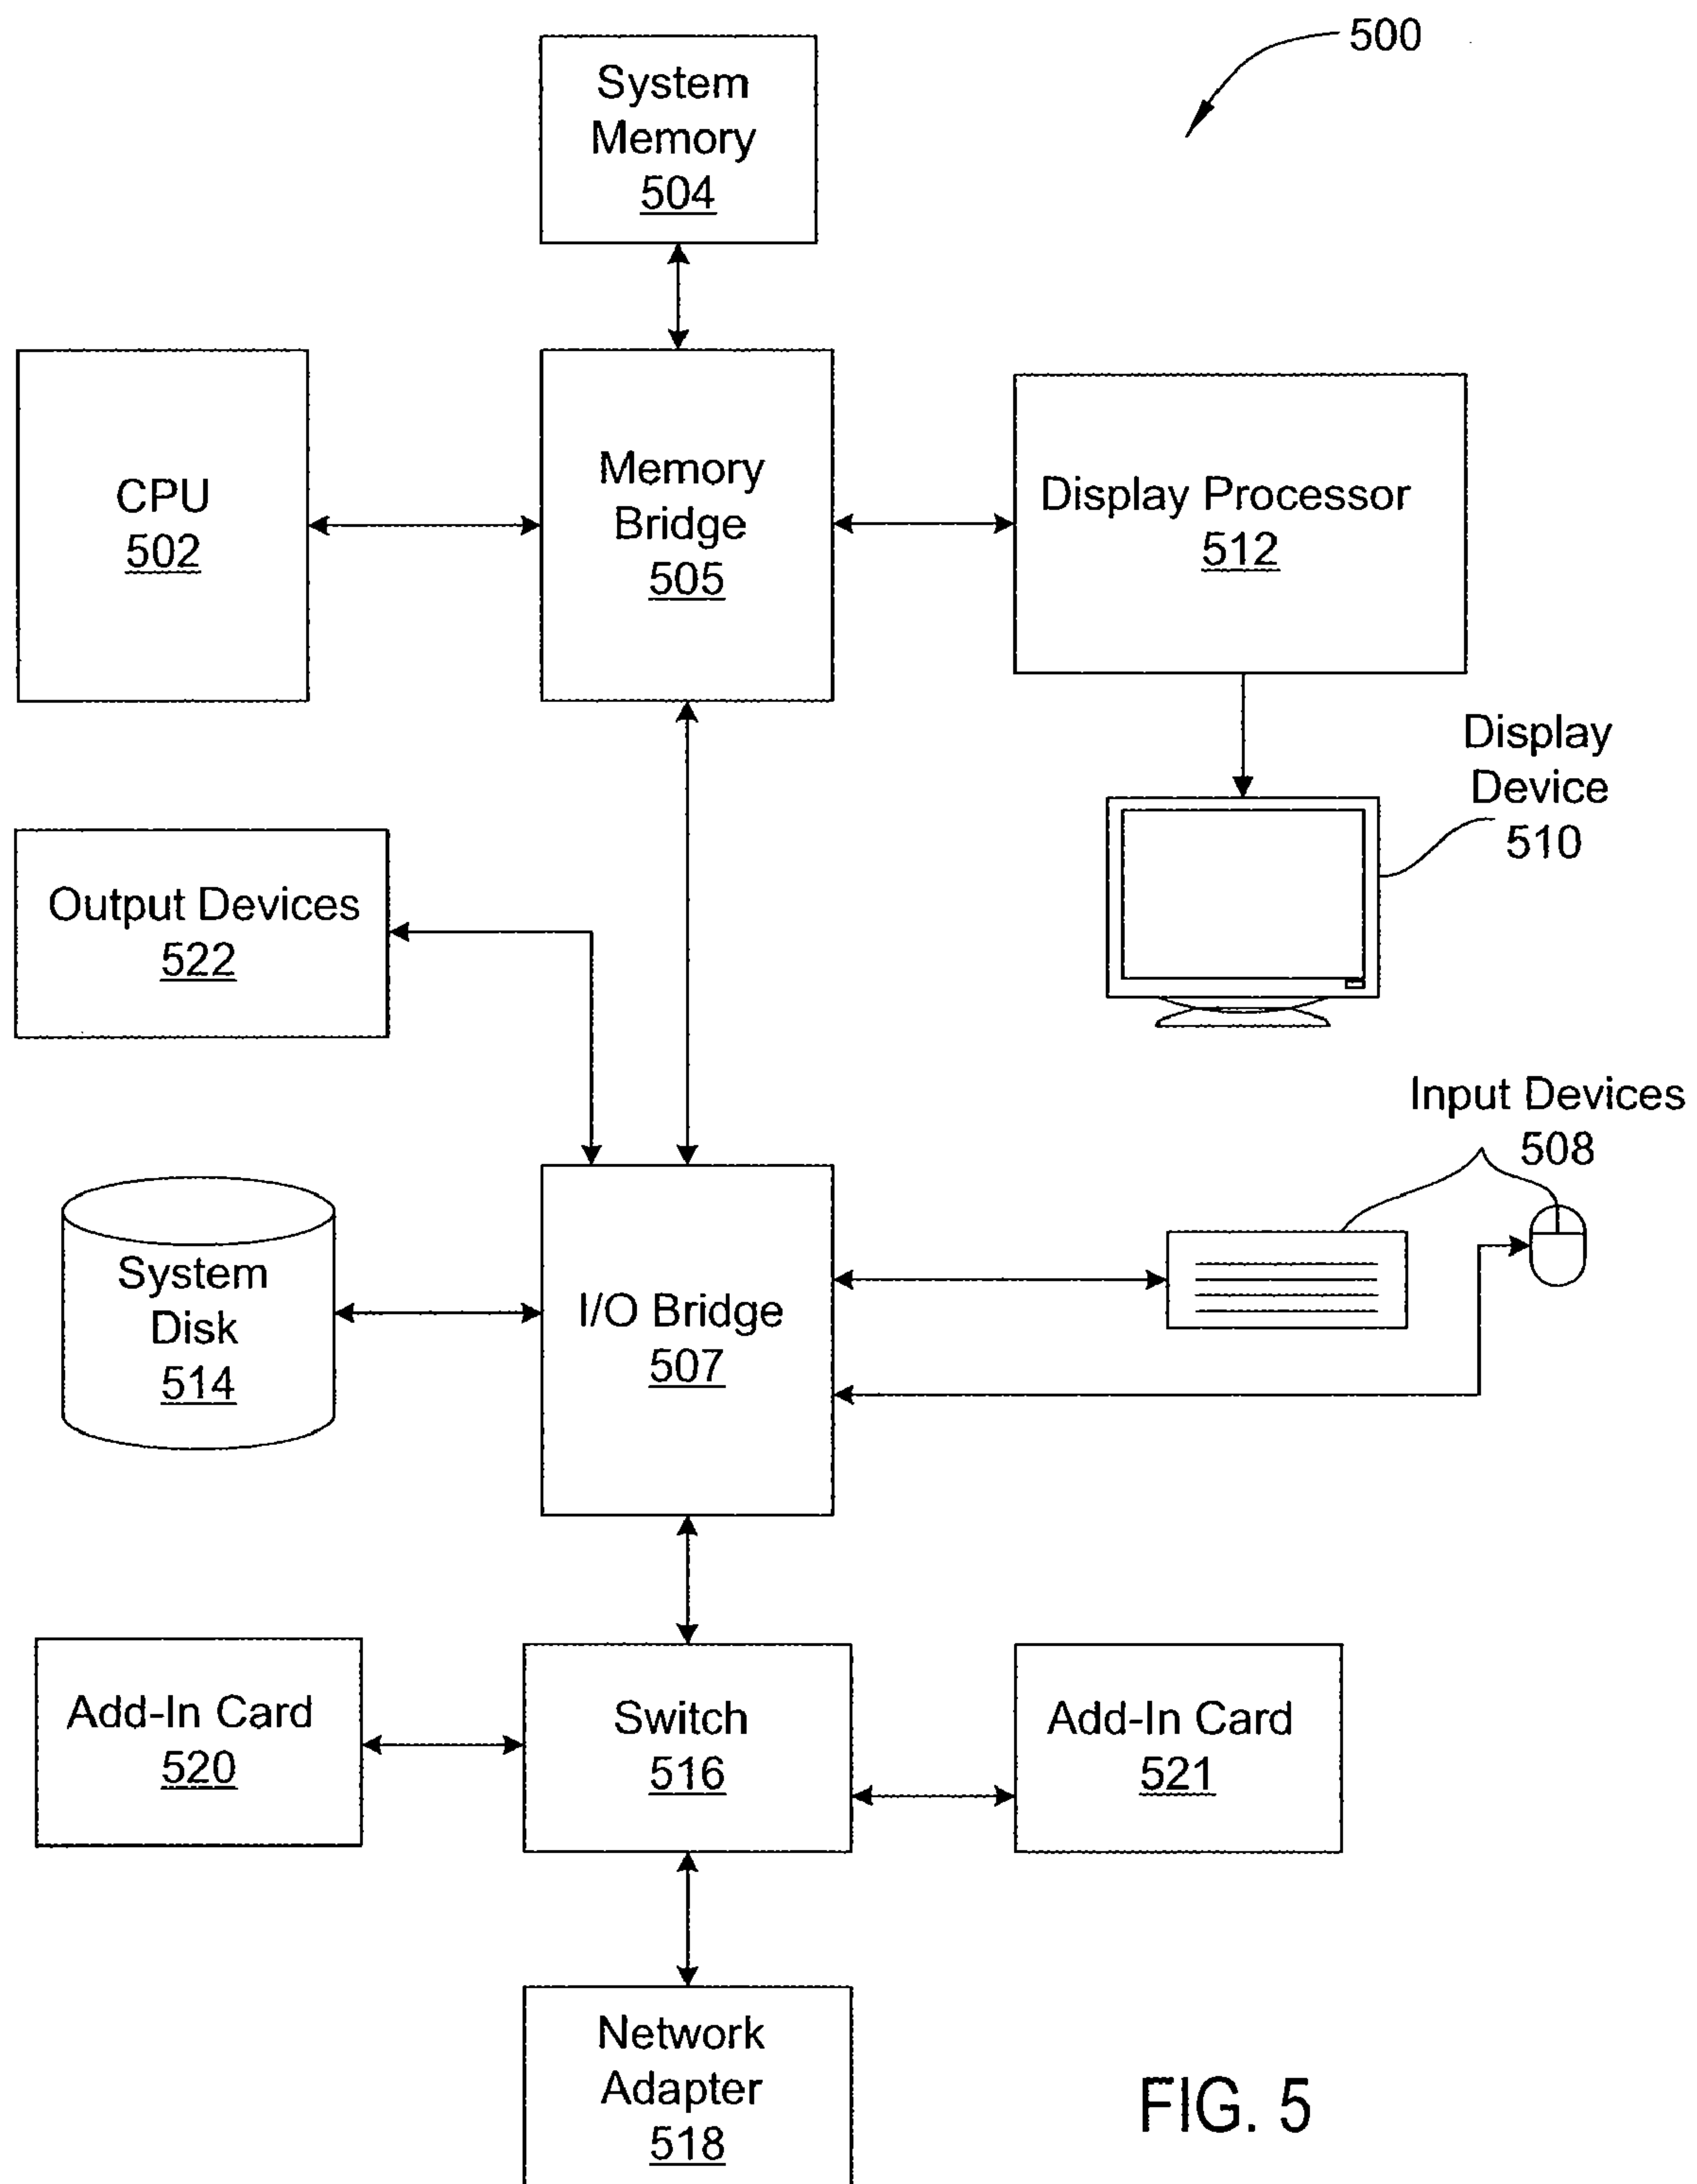 500
System
Memory
504
CPU
502
Memory
Bridge
505
Display Processor
512
Display
Device
510
Output Devices
522
Input Devices
508
System
Disk
514
I/O Bridge
507
Add-In Card
520
Switch
516
Add-In Card
521
Network
Adapter
518
FIG. 5